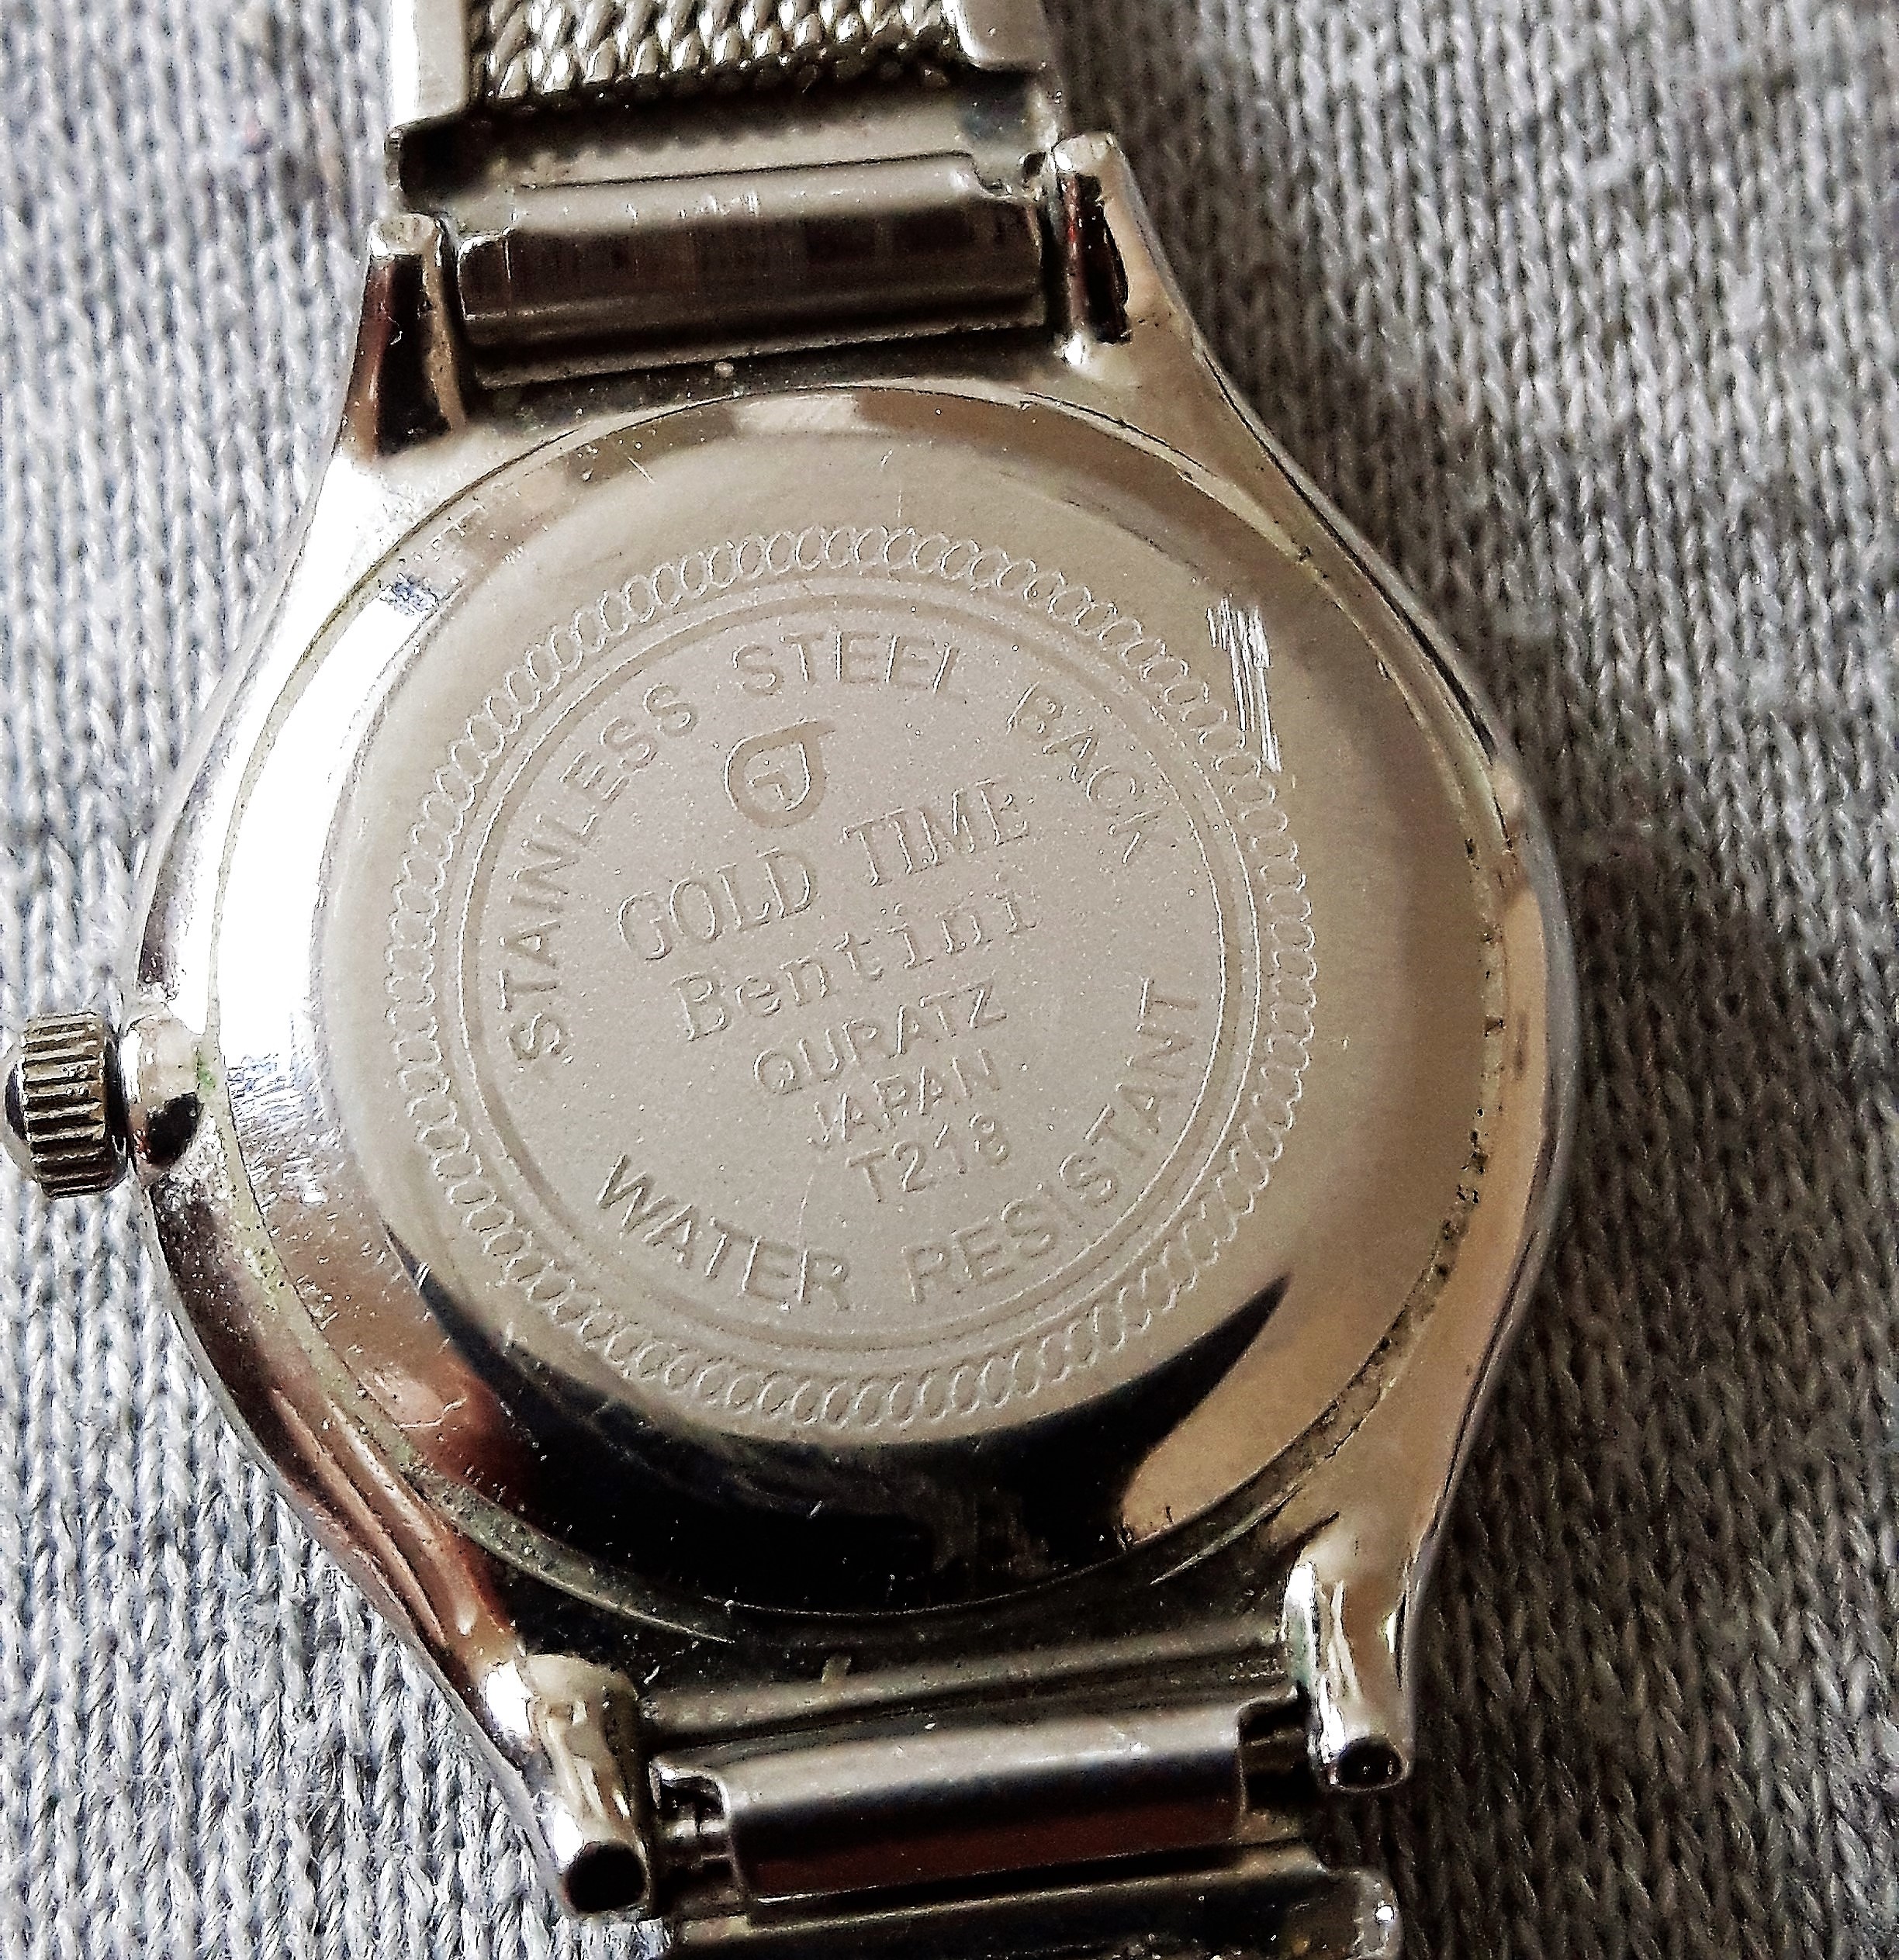 STAINLESS STEEL BACK
GOLD TIME
Bentini
QURATZ
JAPAN
T218
WATER RESISTANT